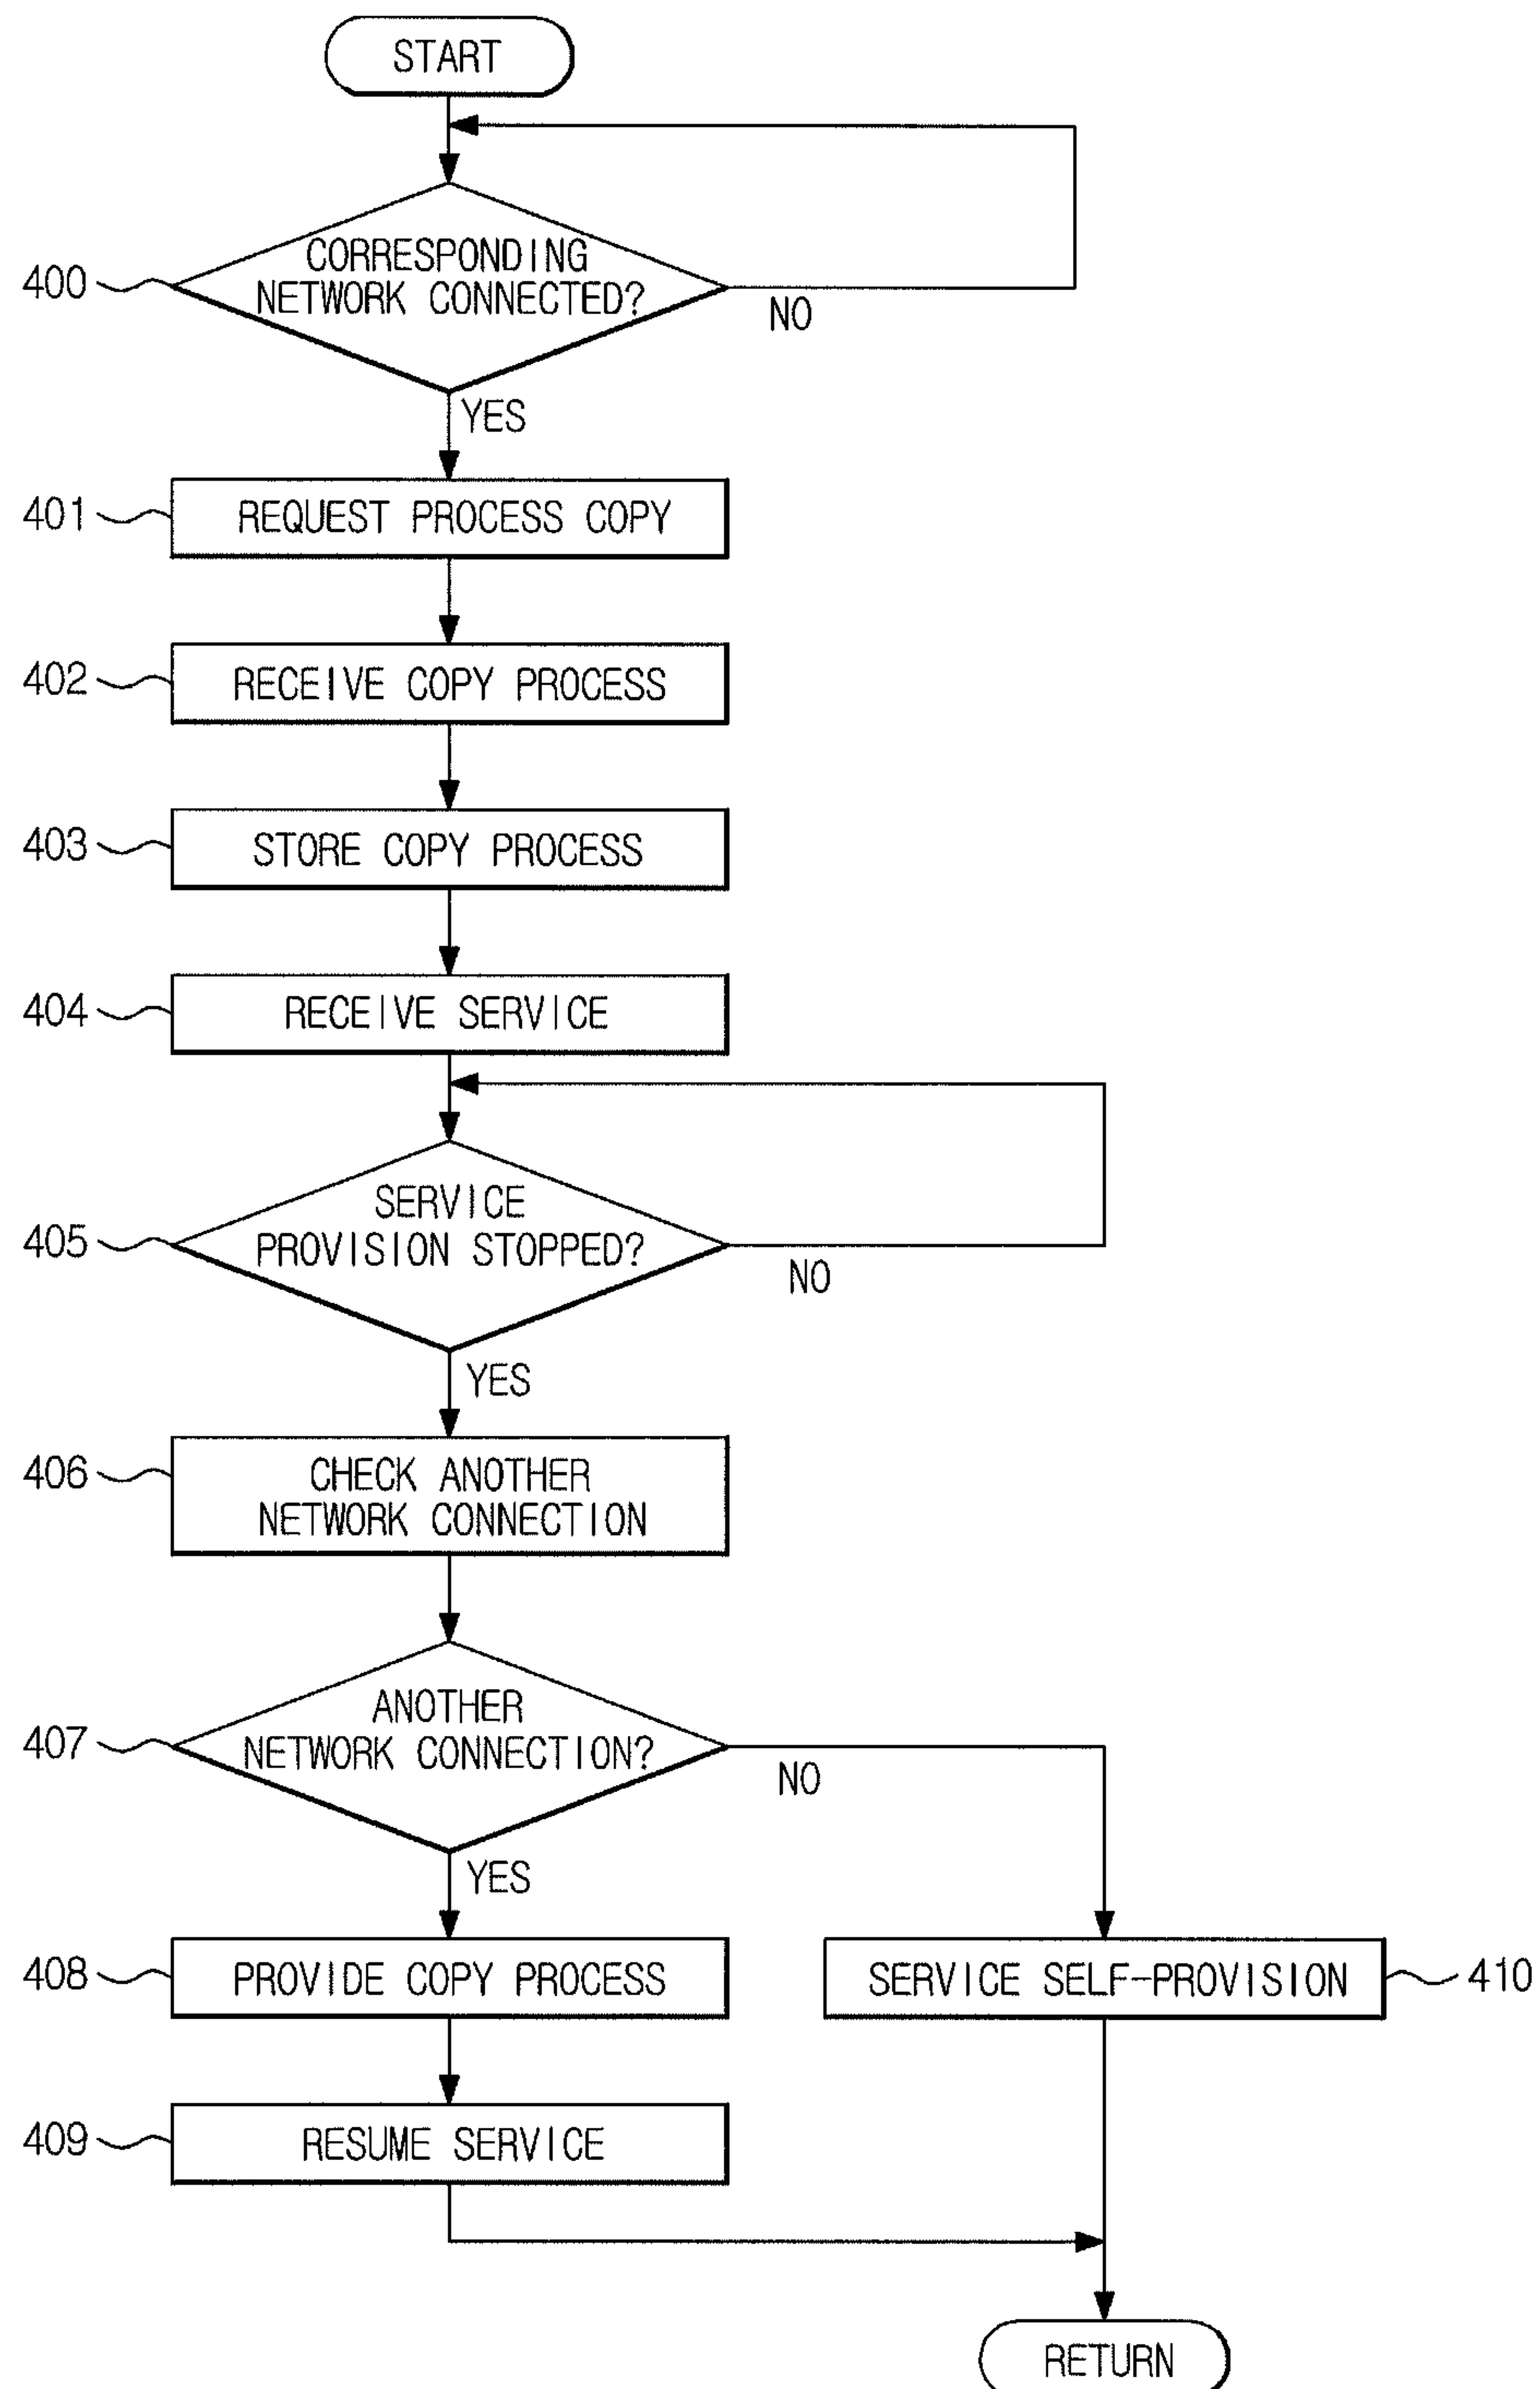 START
400
CORRESPONDING
NETWORK CONNECTED?
NO
YES
401
REQUEST PROCESS COPY
402
RECEIVE COPY PROCESS
403
STORE COPY PROCESS
404
RECEIVE SERVICE
405
SERVICE
PROVISION STOPPED?
NO
YES
406
CHECK ANOTHER
NETWORK CONNECTION
407
ANOTHER
NETWORK CONNECTION?
NO
YES
408
PROVIDE COPY PROCESS
SERVICE SELF-PROVISION
410
409
RESUME SERVICE
RETURN